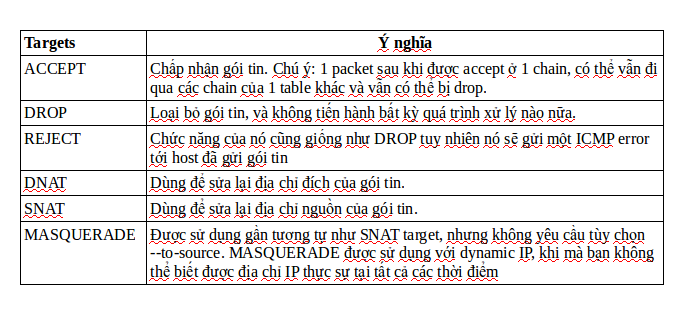 Targets Ý nghĩa
ACCEPT Chấp nhận gói tin. Chú ý: 1 packet sau khi được accept ở 1 chain, có thể vẫn đi
qua các chain của 1 table khác và vẫn có thể bị drop.
DROP Loại bỏ gói tin, và không tiến hành bất kỳ quá trình xử lý nào nữa.
REJECT Chức năng của nó cũng giống như DROP tuy nhiên nó sẽ gửi một ICMP error
tới host đã gửi gói tin
DNAT Dùng để sửa lại địa chỉ đích của gói tin.
SNAT Dùng để sửa lại địa chỉ nguồn của gói tin.
MASQUERADE Được sử dụng gần tương tự như SNAT target, nhưng không yêu cầu tùy chọn
--to-source. MASQUERADE được sử dụng với dynamic IP, khi mà bạn không
thể biết được địa chỉ IP thực sự tại tất cả các thời điểm